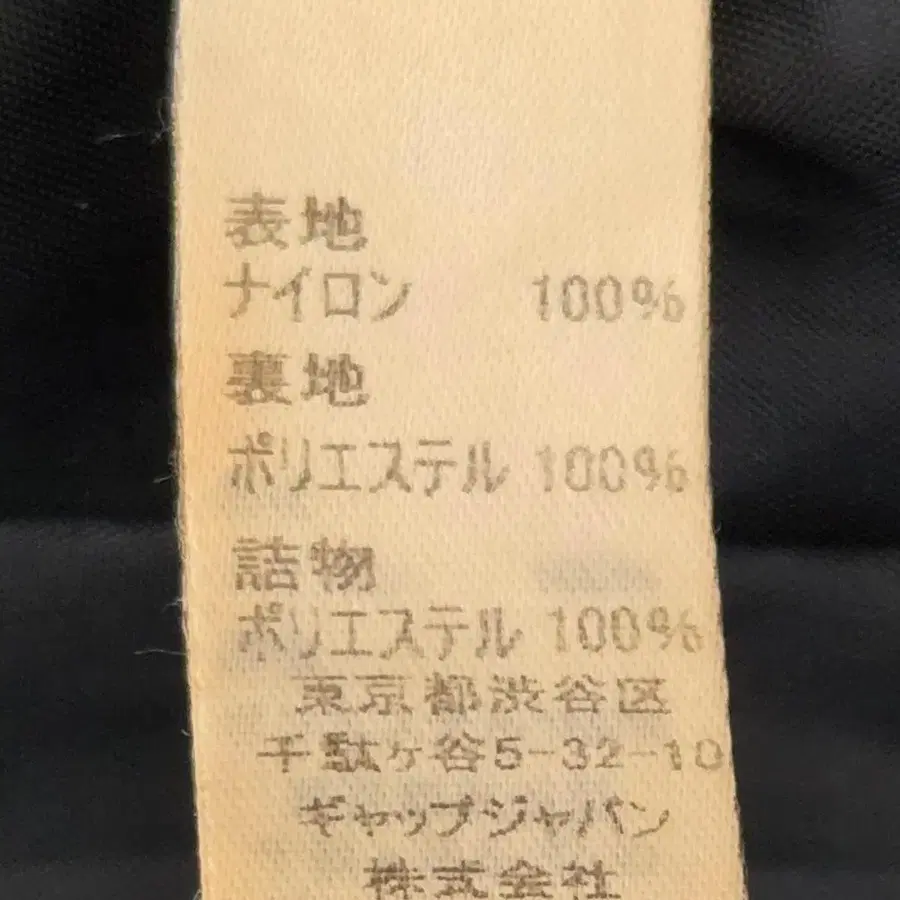 表地
ナイロン 100%
裏地
ポリエステル 100%
詰物
ポリエステル 100%
東京都渋谷区
千駄ヶ谷5-32-10
ギャップジャパン
株式会社